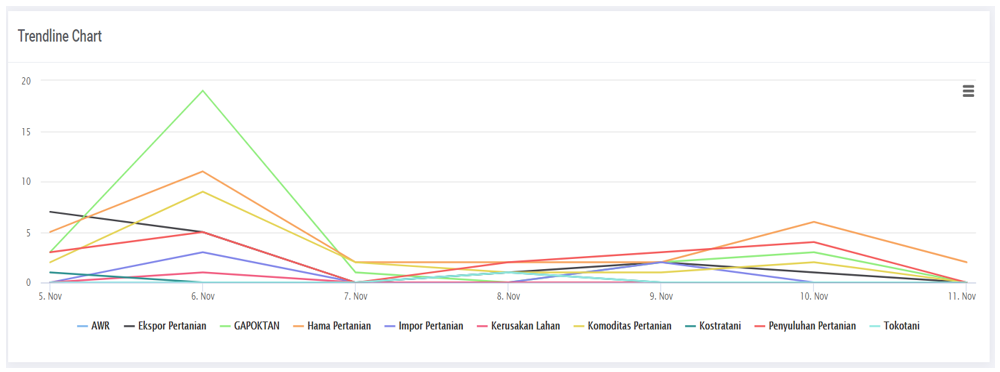 Trendline Chart
20
15
10
5
0
5. Nov 6. Nov 7. Nov 8. Nov 9. Nov 10. Nov 11. Nov
AWR Ekspor Pertanian GAPOKTAN Hama Pertanian Impor Pertanian Kerusakan Lahan Komoditas Pertanian Kostratani Penyuluhan Pertanian Tokotani